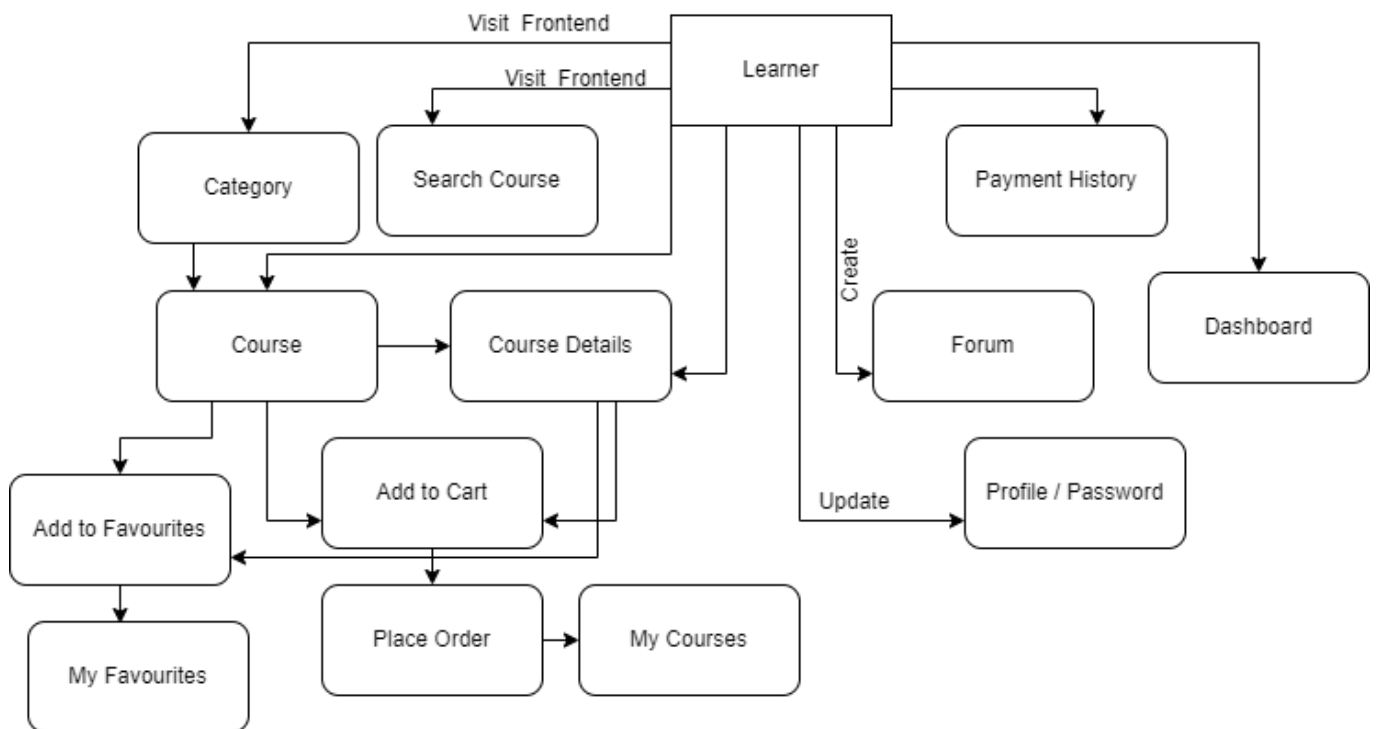 Visit Frontend
Learner
Visit Frontend
Category
Search Course
Payment History
Create
Course
Course Details
Forum
Dashboard
Add to Favourites
Add to Cart
Update
Profile / Password
My Favourites
Place Order
My Courses